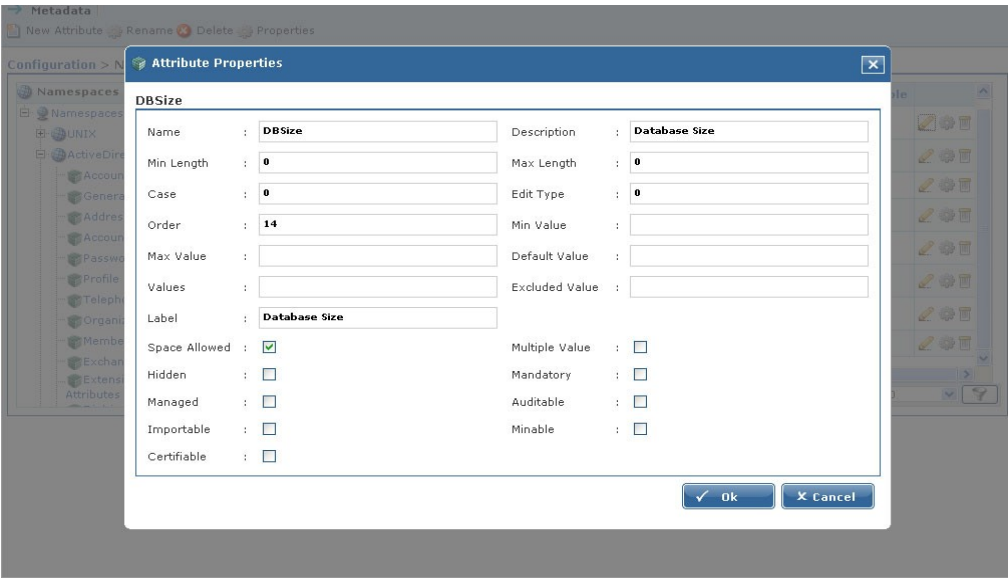 Metadata
New Attribute Rename Delete Properties
Configuration > N
Attribute Properties
Namespaces
DBSize
Namespaces
UNIX
ActiveDire
Accoun
Genera
Addres
Accoun
Passwo
Profile
Teleph
Organiz
Membe
Exchan
Extensi
Attributes
Name : DBSize Description : Database Size
Min Length : 0 Max Length : 0
Case : 0 Edit Type : 0
Order : 14 Min Value :
Max Value : Default Value :
Values : Excluded Value :
Label : Database Size
Space Allowed : Multiple Value :
Hidden : Mandatory :
Managed : Auditable :
Importable : Minable :
Certifiable :
Ok Cancel